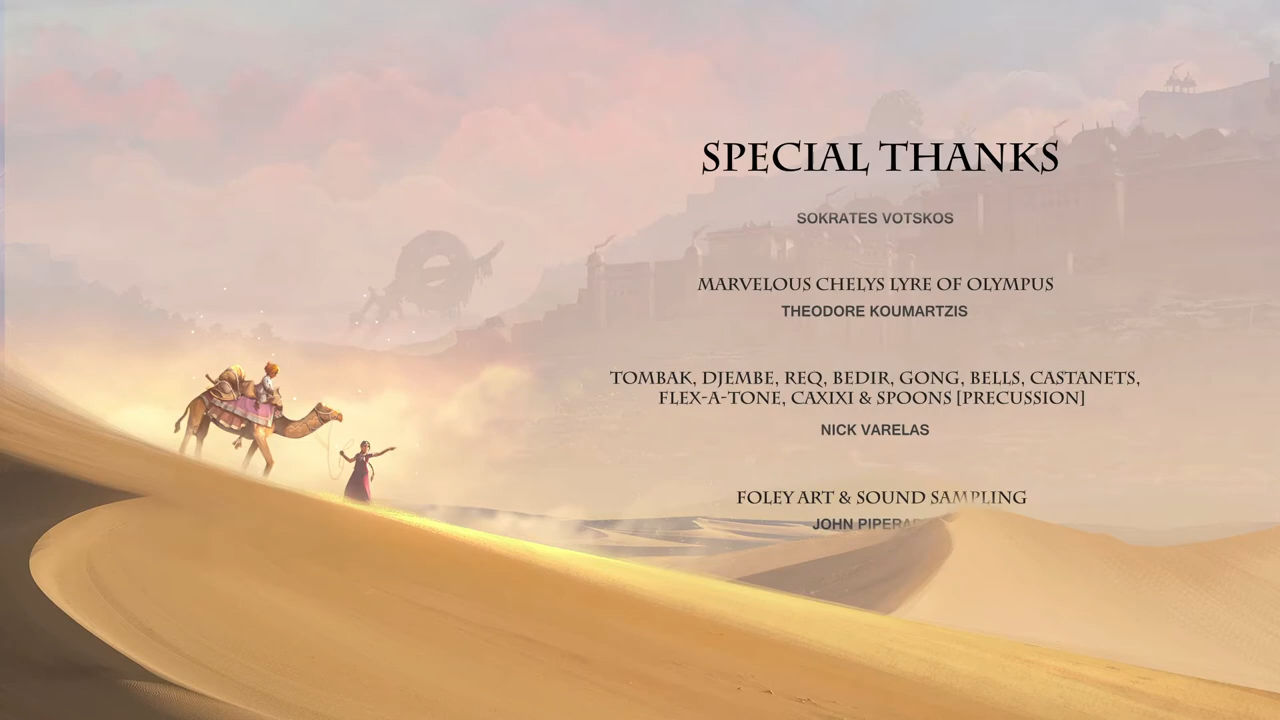 SPECIAL THANKS
SOKRATES VOTSKOS
MARVELOUS CHELYS LYRE OF OLYMPUS
THEODORE KOUMARTZIS
TOMBAK, DJEMBE, REQ, BEDIR, GONG, BELLS, CASTANETS,
FLEX-A-TONE, CAXIXI & SPOONS [PRECUSSION]
NICK VARELAS
FOLEY ART & SOUND SAMPLING
JOHN